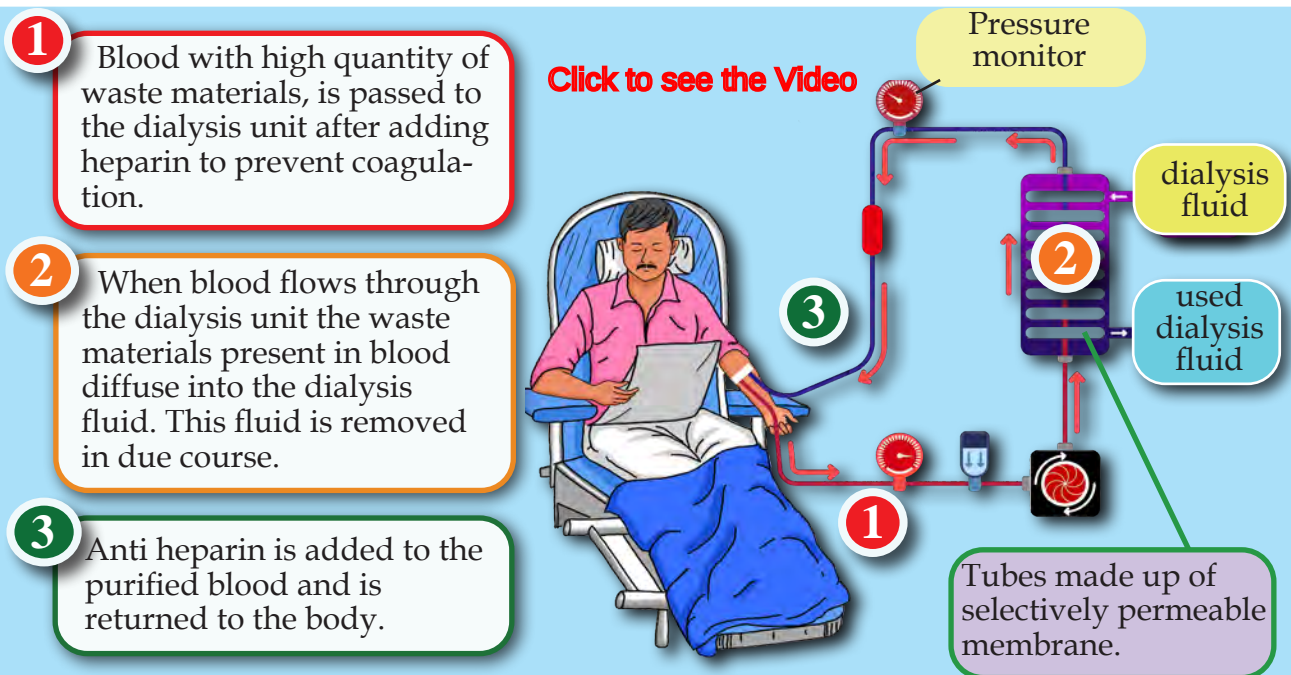 1
Blood with high quantity of
waste materials, is passed to
the dialysis unit after adding
heparin to prevent coagula-
tion.
2
When blood flows through
the dialysis unit the waste
materials present in blood
diffuse into the dialysis
fluid. This fluid is removed
in due course.
3
Anti heparin is added to the
purified blood and is
returned to the body.
Click to see the Video
Pressure
monitor
dialysis
fluid
2
used
dialysis
fluid
3
1
Tubes made up of
selectively permeable
membrane.